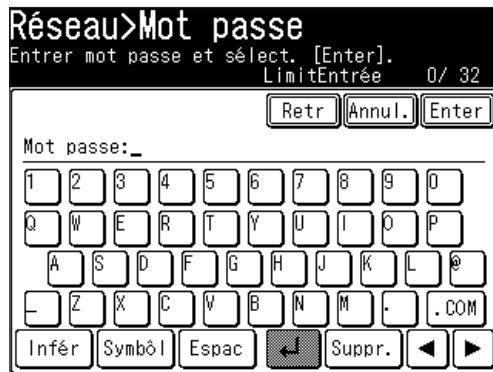 Réseau>Mot passe
Entrer mot passe et sélect. [Enter].
LimitEntrée 0/ 32
Retr Annul. Enter
Mot passe:_
1 2 3 4 5 6 7 8 9 0
Q W E R T Y U I O P
A S D F G H J K L @
_ Z X C V B N M . .COM
Infér Symbôl Espac ↵ Suppr. ◀ ▶